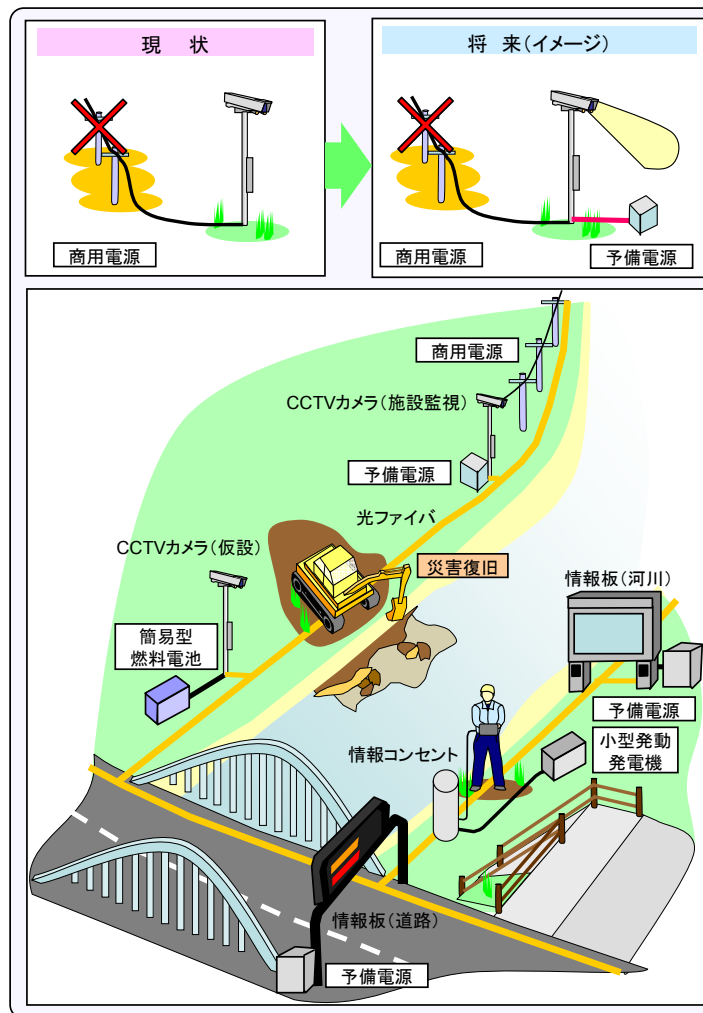 現　状
将　来（イメージ）
商用電源
商用電源
予備電源
商用電源
CCTVカメラ（施設監視）
予備電源
光ファイバ
CCTVカメラ（仮設）
災害復旧
情報板（河川）
簡易型
燃料電池
予備電源
情報コンセント
小型発動
発電機
情報板（道路）
予備電源